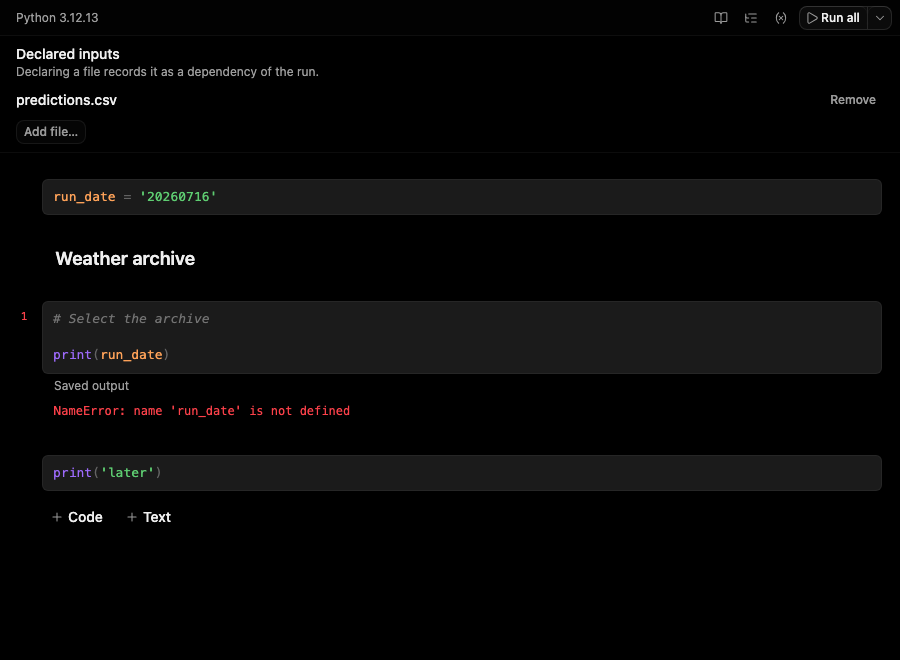 Python 3.12.13
Run all
Declared inputs
Declaring a file records it as a dependency of the run.
predictions.csv
Remove
Add file...
run_date = '20260716'
Weather archive
1
# Select the archive
print(run_date)
Saved output
NameError: name 'run_date' is not defined
print('later')
+ Code + Text